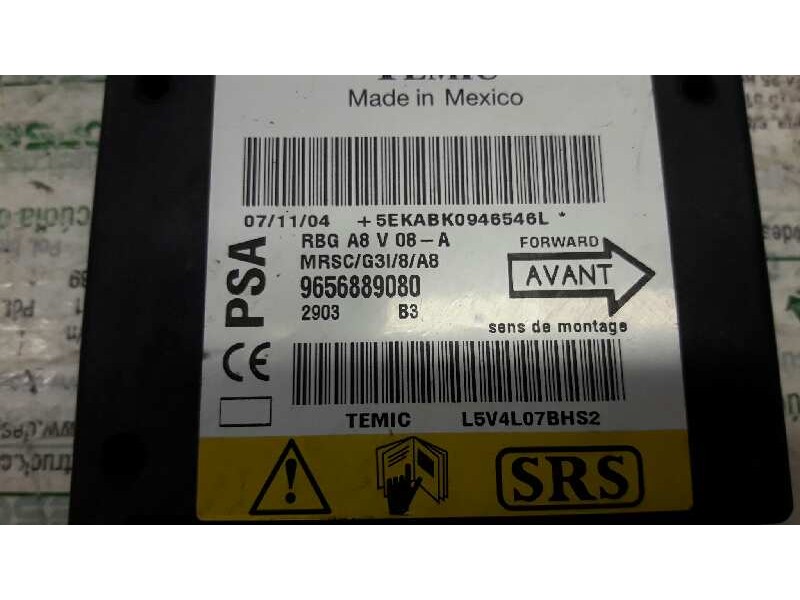 TEMIC
Made in Mexico
07/11/04 +5EKABK0946546L *
PSA
RBG A8 V 08-A
MRSC/G3I/8/A8
9656889080
2903 B3
FORWARD
AVANT
sens de montage
CE
TEMIC L5V4L07BHS2
SRS